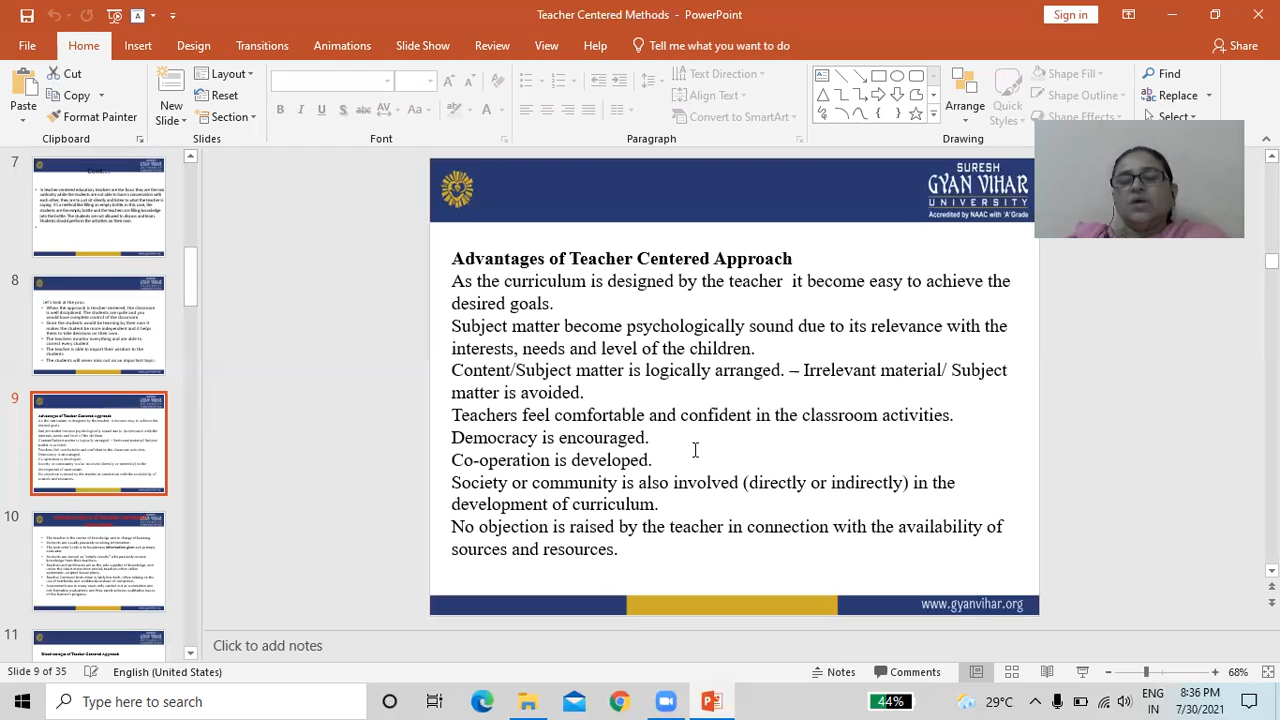 Teacher Centered Methods - PowerPoint
Sign in
File Home Insert Design Transitions Animations Slide Show Review View Help Tell me what you want to do Share
Paste
Cut
Copy
Format Painter
Clipboard
New
Slide
Layout
Reset
Section
Slides
B I U S abc AV Aa ab A
Font
Text Direction
Align Text
Convert to SmartArt
Paragraph
Arrange
Quick
Styles
Shape Fill
Shape Outline
Shape Effects
Drawing
Find
Replace
Select
7
8
Let's look at the pros.
9
10
11
SURESH
GYAN VIHAR
UNIVERSITY
Accredited by NAAC with 'A' Grade
Advantages of Teacher Centered Approach
As the curriculum is designed by the teacher it become easy to achieve the
desired goals.
Subject matter become psychologically sound due to its relevance with the
interests, needs and level of the children.
Content/Subject matter is logically arranged. – Irrelevant material/ Subject
matter is avoided.
Teachers feel comfortable and confident in the classroom activities.
Democracy is encouraged.
Co-operation is developed.
Society or community is also involved (directly or indirectly) in the
development of curriculum.
No objection is raised by the teacher in connection with the availability of
sources and resources.
www.gyanvihar.org
Click to add notes
Slide 9 of 35 English (United States) Notes Comments 68%
Type here to search
44%
29°C
ENG
IN
8:36 PM
7/30/2021